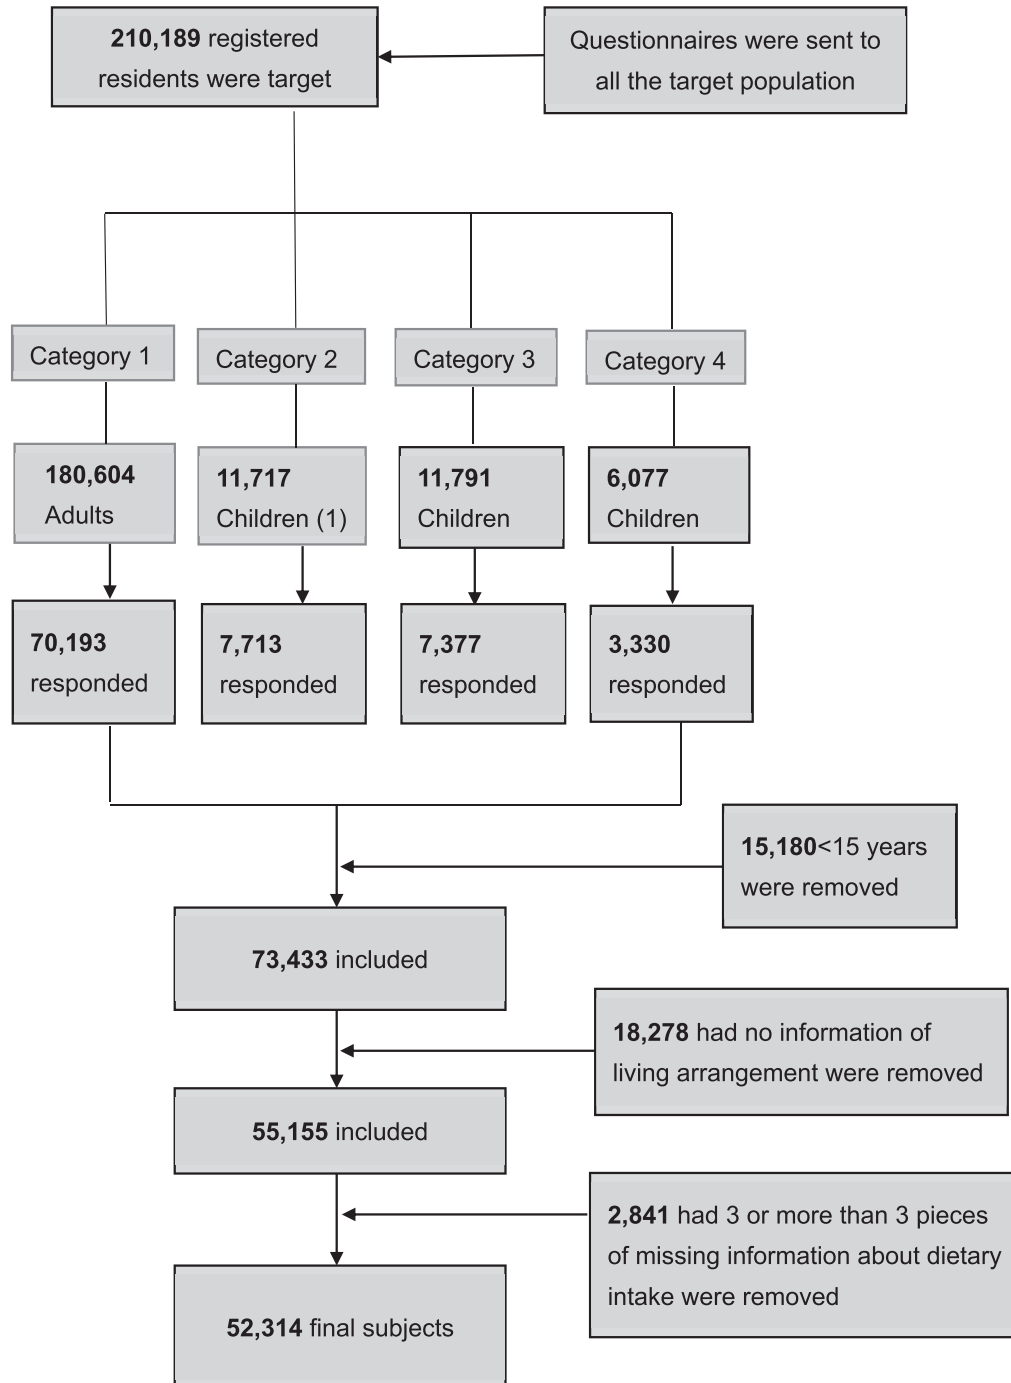 210,189 registered
residents were target
Questionnaires were sent to
all the target population
Category 1
Category 2
Category 3
Category 4
180,604
Adults
11,717
Children (1)
11,791
Children
6,077
Children
70,193
responded
7,713
responded
7,377
responded
3,330
responded
15,180<15 years
were removed
73,433 included
18,278 had no information of
living arrangement were removed
55,155 included
2,841 had 3 or more than 3 pieces
of missing information about dietary
intake were removed
52,314 final subjects